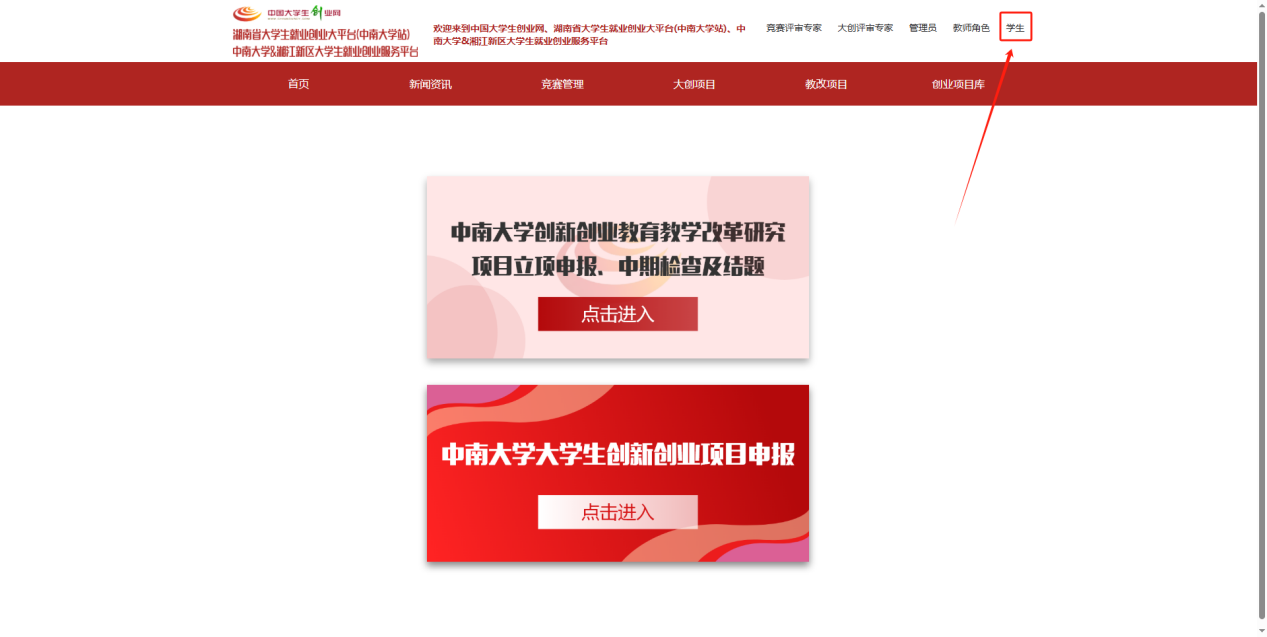 中国大学生创业网
湖南省大学生就业创业大平台(中南大学站)
中南大学&湘江新区大学生就业创业服务平台
欢迎来到中国大学生创业网、湖南省大学生就业创业大平台(中南大学站)、中
南大学&湘江新区大学生就业创业服务平台
竞赛评审专家 大创评审专家 管理员 教师角色 学生
首页 新闻资讯 竞赛管理 大创项目 教改项目 创业项目库
中南大学创新创业教育教学改革研究
项目立项申报、中期检查及结题
点击进入
中南大学大学生创新创业项目申报
点击进入